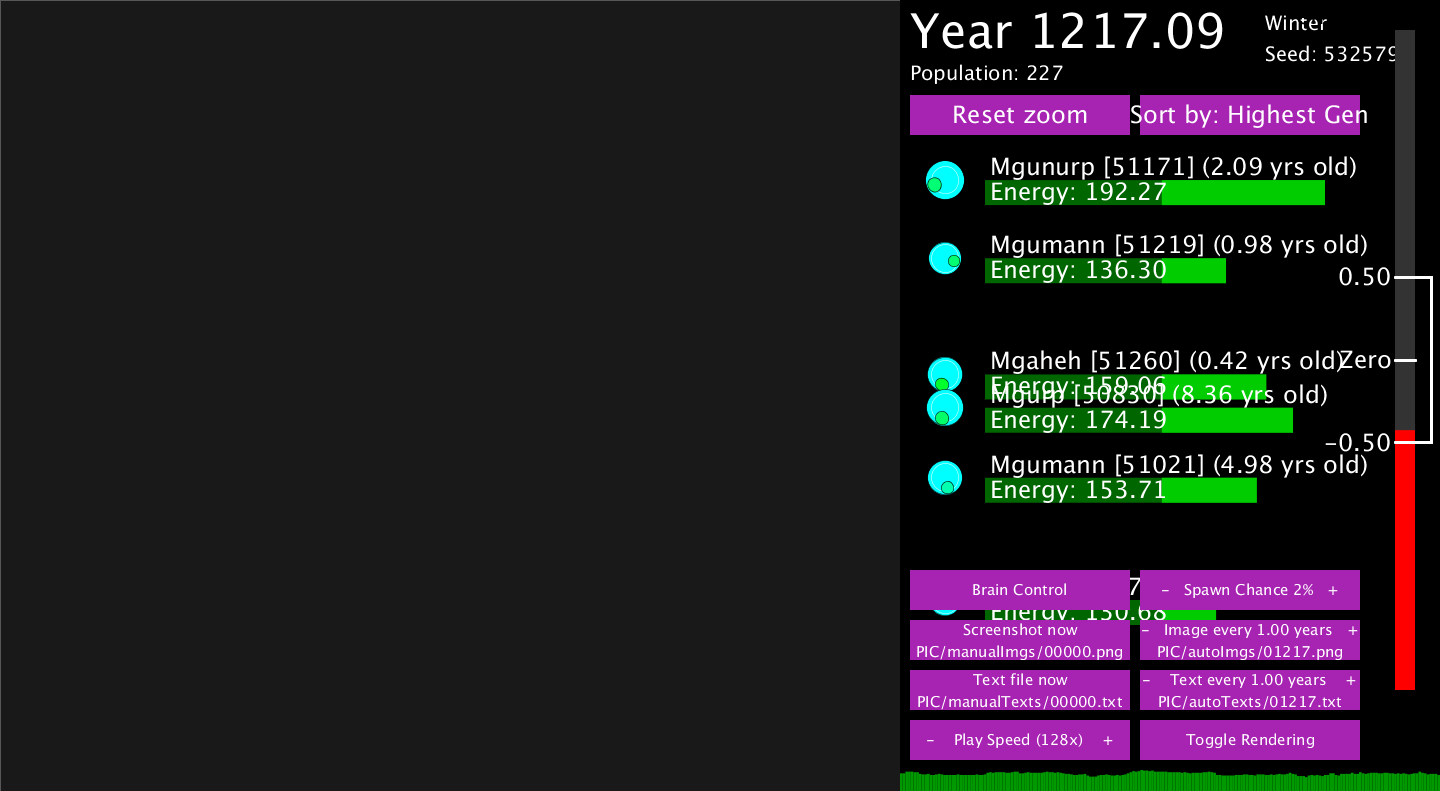 Year 1217.09
Winter
Seed: 532579
Population: 227
Reset zoom
Sort by: Highest Gen
Mgunurp [51171] (2.09 yrs old)
Energy: 192.27
Mgumann [51219] (0.98 yrs old)
Energy: 136.30
0.50
Mgaheh [51260] (0.42 yrs old)
Zero
Energy: 159.06
Mgurp [50830] (8.36 yrs old)
Energy: 174.19
-0.50
Mgumann [51021] (4.98 yrs old)
Energy: 153.71
Brain Control
- Spawn Chance 2% +
Energy: 130.68
Screenshot now
PIC/manualImgs/00000.png
- Image every 1.00 years +
PIC/autoImgs/01217.png
Text file now
PIC/manualTexts/00000.txt
- Text every 1.00 years +
PIC/autoTexts/01217.txt
- Play Speed (128x) +
Toggle Rendering